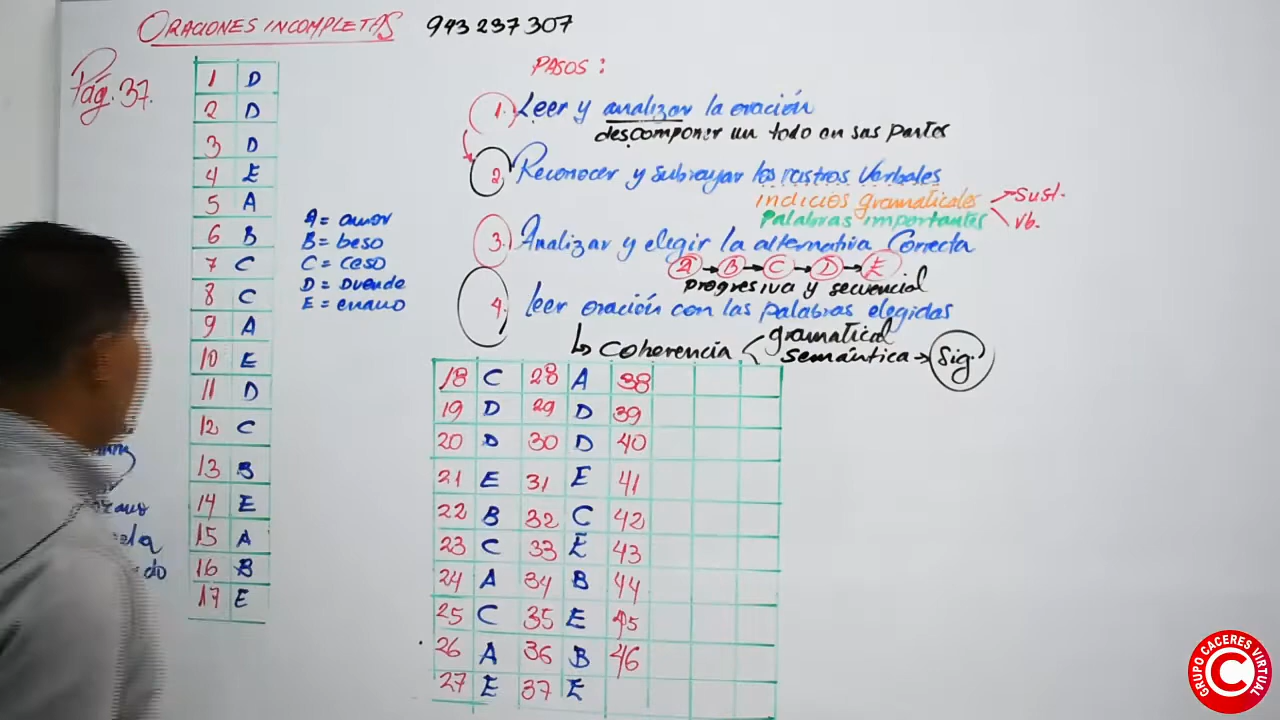 ORACIONES INCOMPLETAS 943 237 307
Pág. 37.
1 D
2 D
3 D
4 E
5 A
6 B
7 C
8 C
9 A
10 E
11 D
12 C
13 B
14 E
15 A
16 B
17 E
A = amor
B = beso
C = ceso
D = Duende
E = enano
PASOS :
1. Leer y analizar la oración
descomponer un todo en sus partes
2. Reconocer y subrayar los rastros verbales
indicios gramaticales Sust.
Palabras importantes vb.
3. Analizar y elegir la alternativa correcta
A B C D E
progresiva y secuencial
4. Leer oración con las palabras elegidas
Coherencia gramatical
semántica Sig.
18 C 28 A 38
19 D 29 D 39
20 D 30 D 40
21 E 31 E 41
22 B 32 C 42
23 C 33 E 43
24 A 34 B 44
25 C 35 E 45
26 A 36 B 46
27 E 37 E
GRUPO CACERES VIRTUAL
C